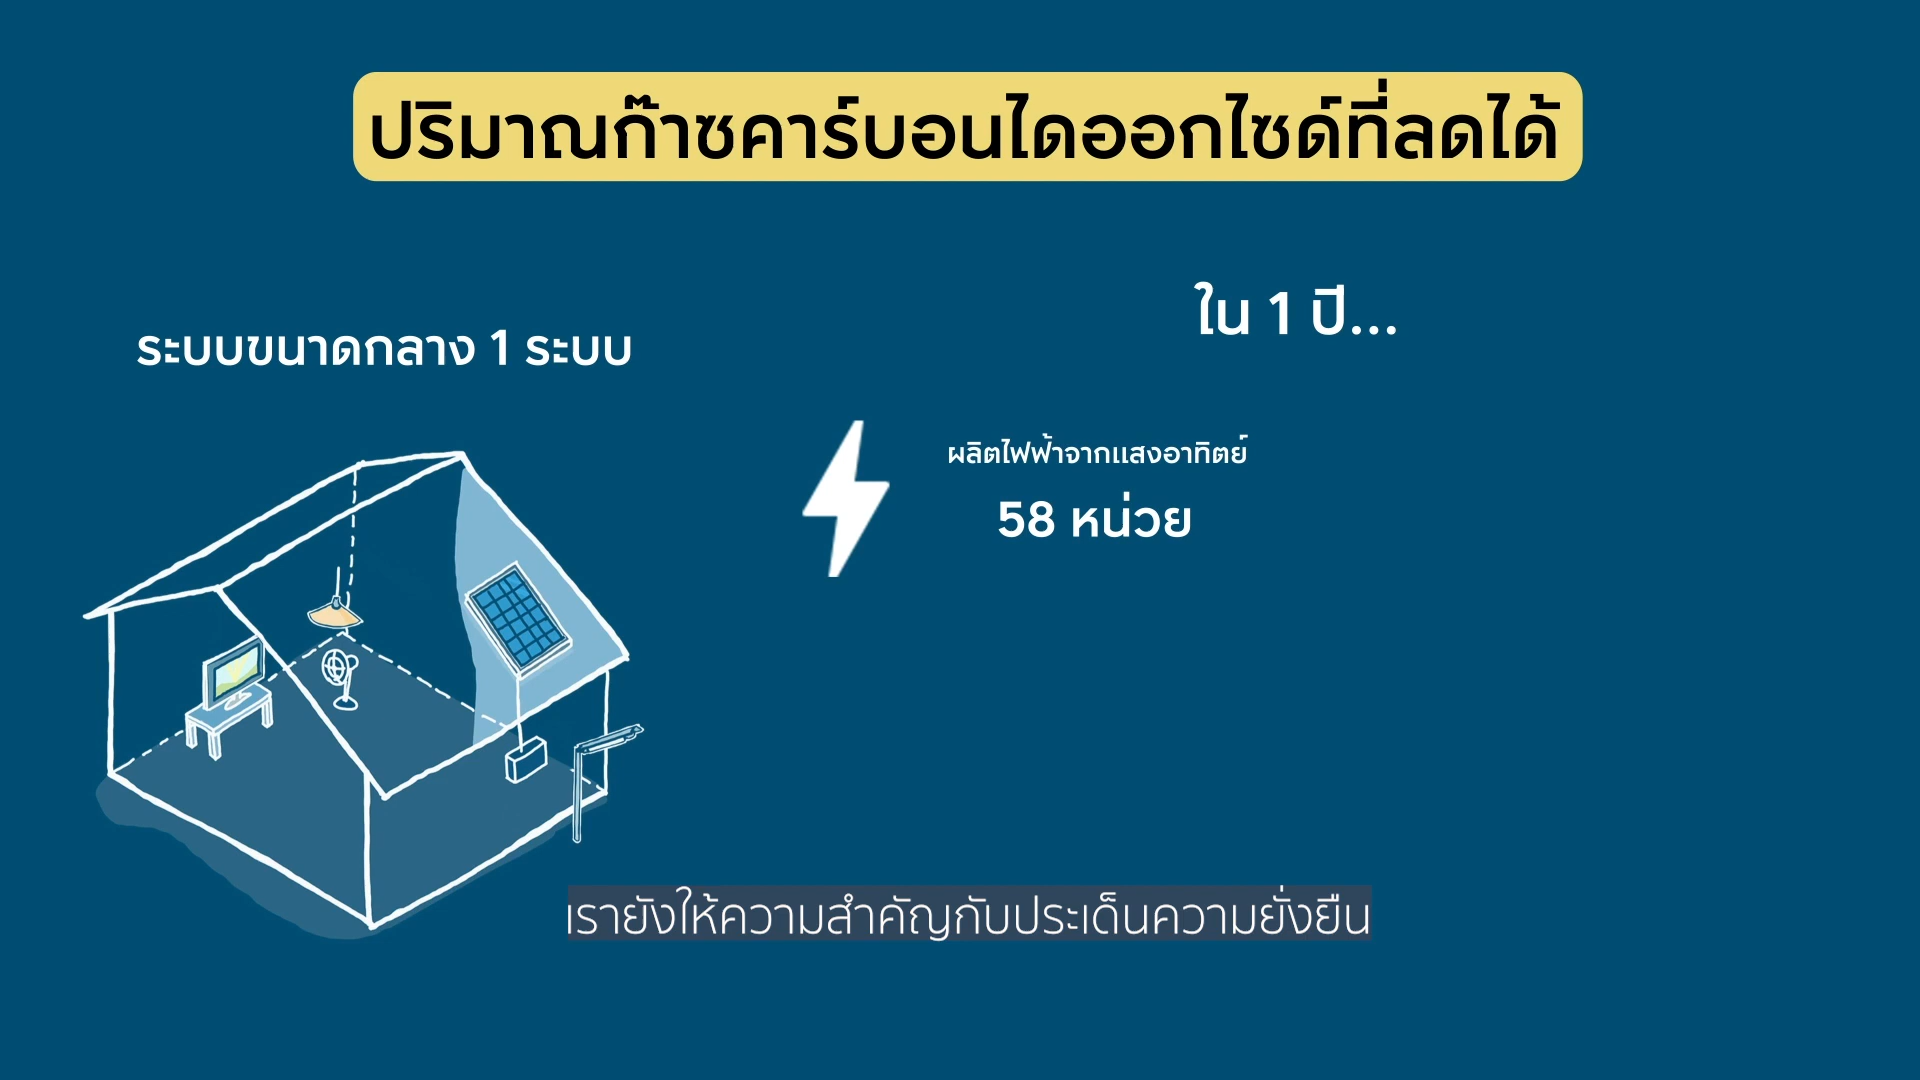 ปริมาณก๊าซคาร์บอนไดออกไซด์ที่ลดได้
ระบบขนาดกลาง 1 ระบบ
ใน 1 ปี...
ผลิตไฟฟ้าจากแสงอาทิตย์
58 หน่วย
เรายังให้ความสำคัญกับประเด็นความยั่งยืน